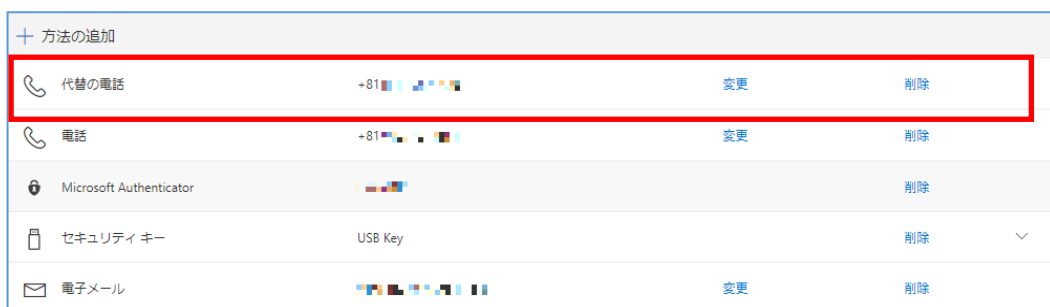 方法の追加
代替の電話 +81 変更 削除
電話 +81 変更 削除
Microsoft Authenticator 削除
セキュリティ キー USB Key 削除
電子メール 変更 削除